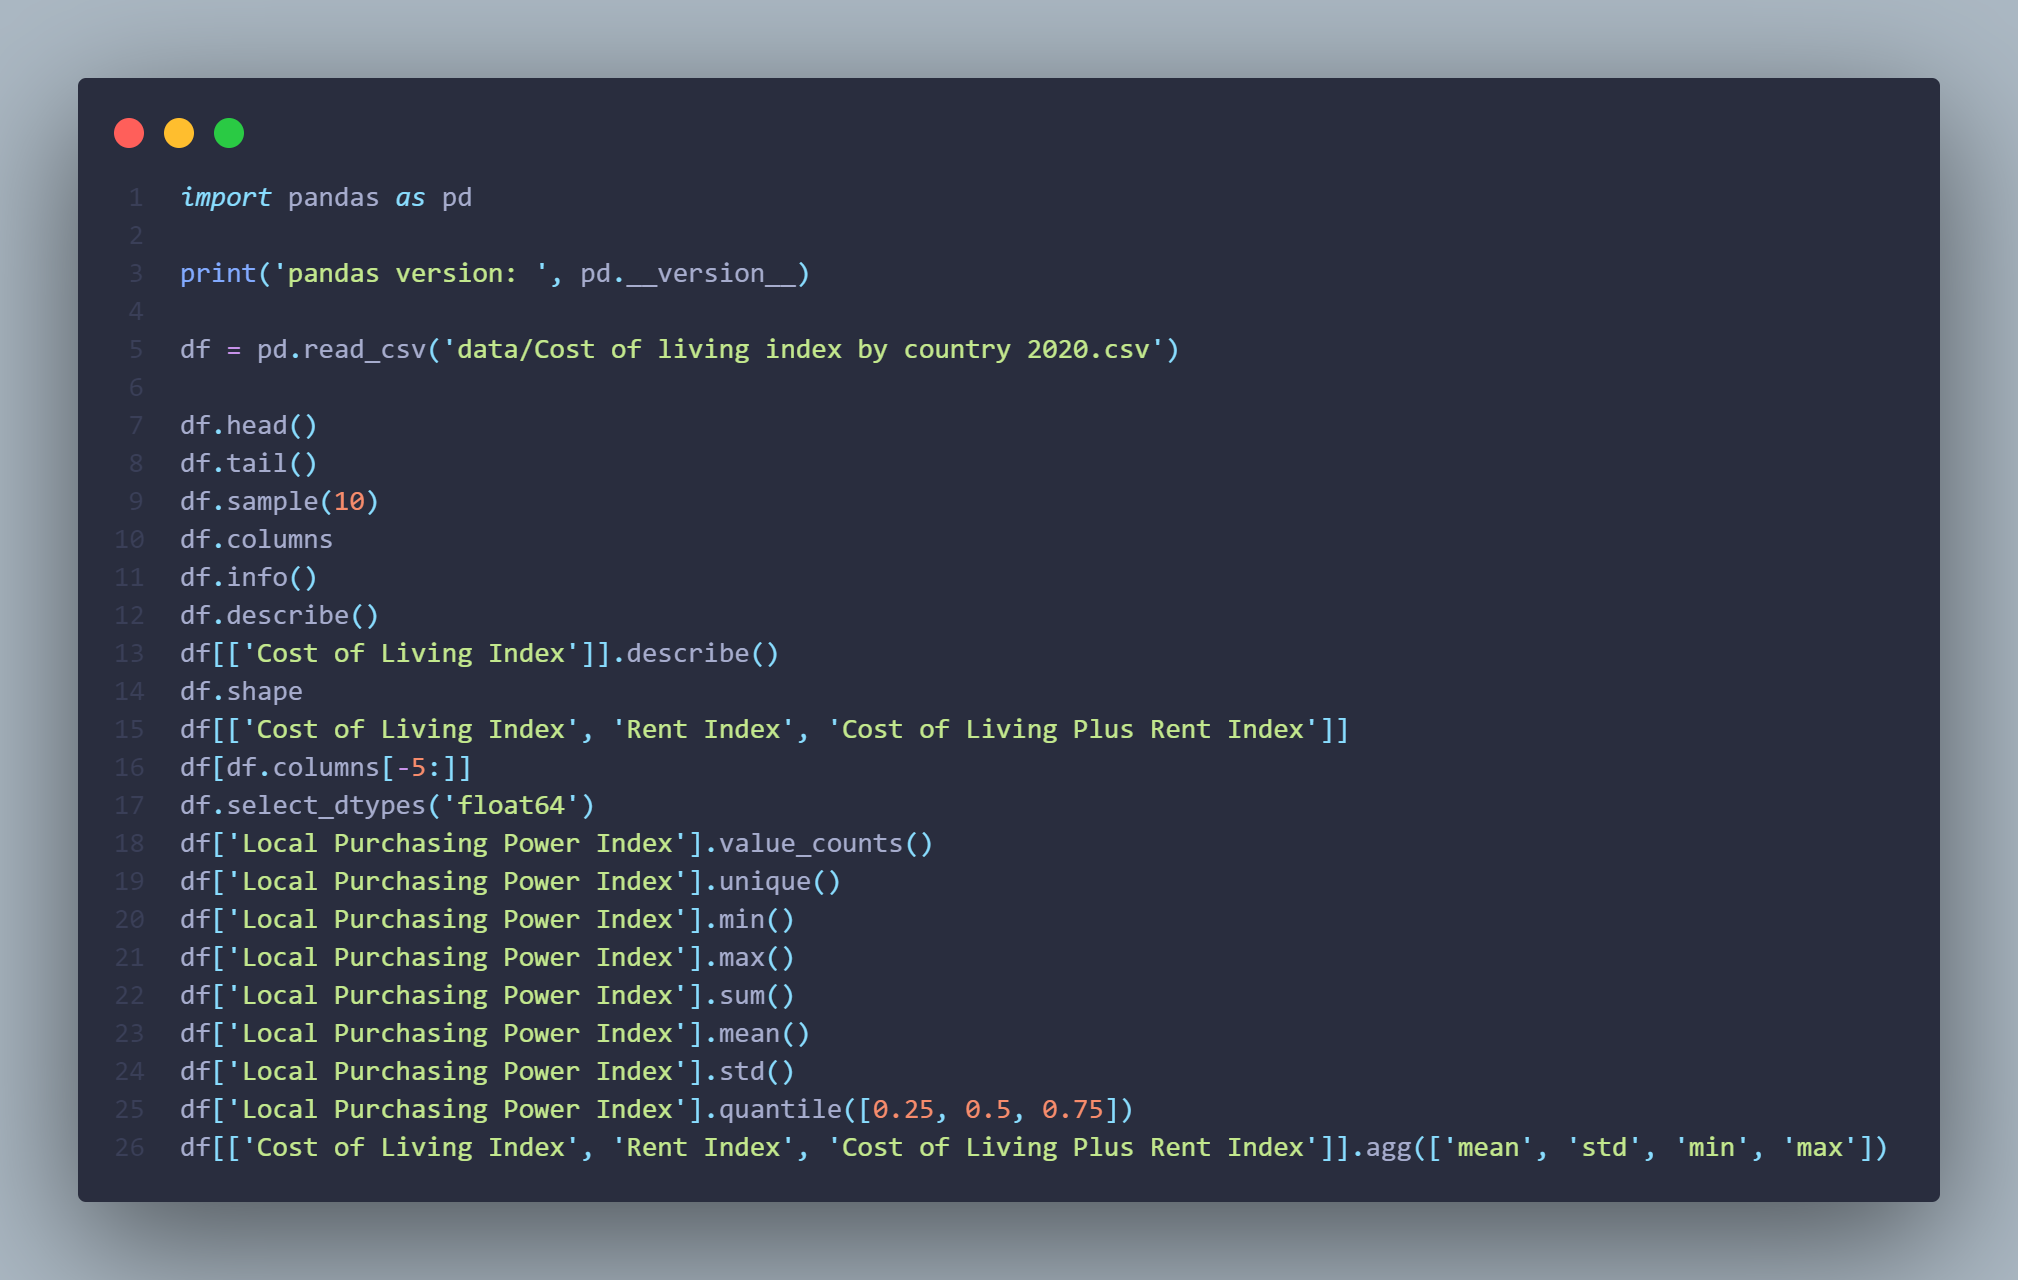 1 import pandas as pd
2
3 print('pandas version: ', pd.__version__)
4
5 df = pd.read_csv('data/Cost of living index by country 2020.csv')
6
7 df.head()
8 df.tail()
9 df.sample(10)
10 df.columns
11 df.info()
12 df.describe()
13 df[['Cost of Living Index']].describe()
14 df.shape
15 df[['Cost of Living Index', 'Rent Index', 'Cost of Living Plus Rent Index']]
16 df[df.columns[-5:]]
17 df.select_dtypes('float64')
18 df['Local Purchasing Power Index'].value_counts()
19 df['Local Purchasing Power Index'].unique()
20 df['Local Purchasing Power Index'].min()
21 df['Local Purchasing Power Index'].max()
22 df['Local Purchasing Power Index'].sum()
23 df['Local Purchasing Power Index'].mean()
24 df['Local Purchasing Power Index'].std()
25 df['Local Purchasing Power Index'].quantile([0.25, 0.5, 0.75])
26 df[['Cost of Living Index', 'Rent Index', 'Cost of Living Plus Rent Index']].agg(['mean', 'std', 'min', 'max'])